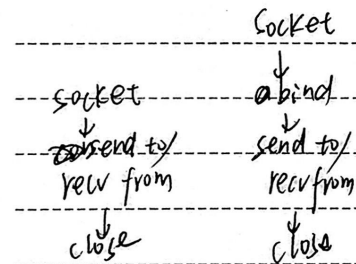 socket
socket bind
send to/ send to/
recv from recv from
close close